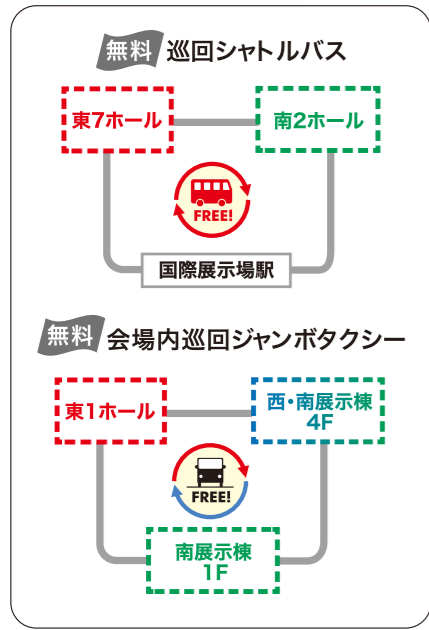 無料 巡回シャトルバス
東7ホール
南2ホール
FREE!
国際展示場駅
無料 会場内巡回ジャンボタクシー
東1ホール
西・南展示棟
4F
FREE!
南展示棟
1F